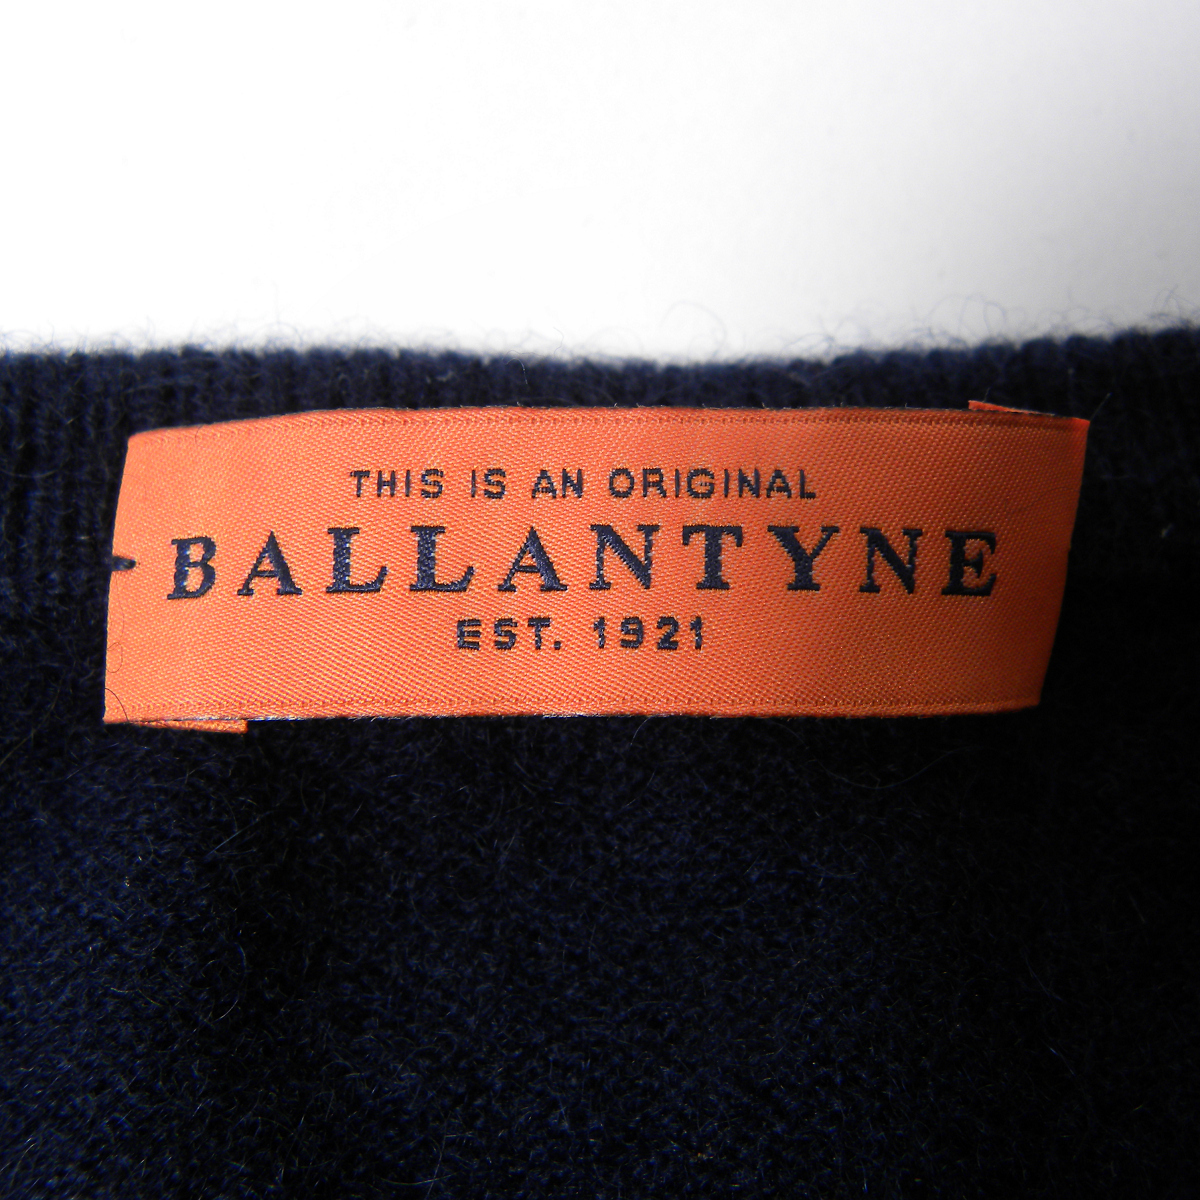 THIS IS AN ORIGINAL
BALLANTYNE
EST. 1921